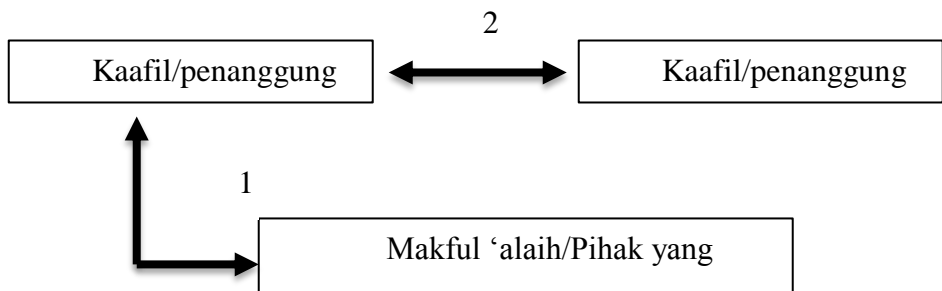 2
Kaafil/penanggung
Kaafil/penanggung
1
Makful ‘alaih/Pihak yang